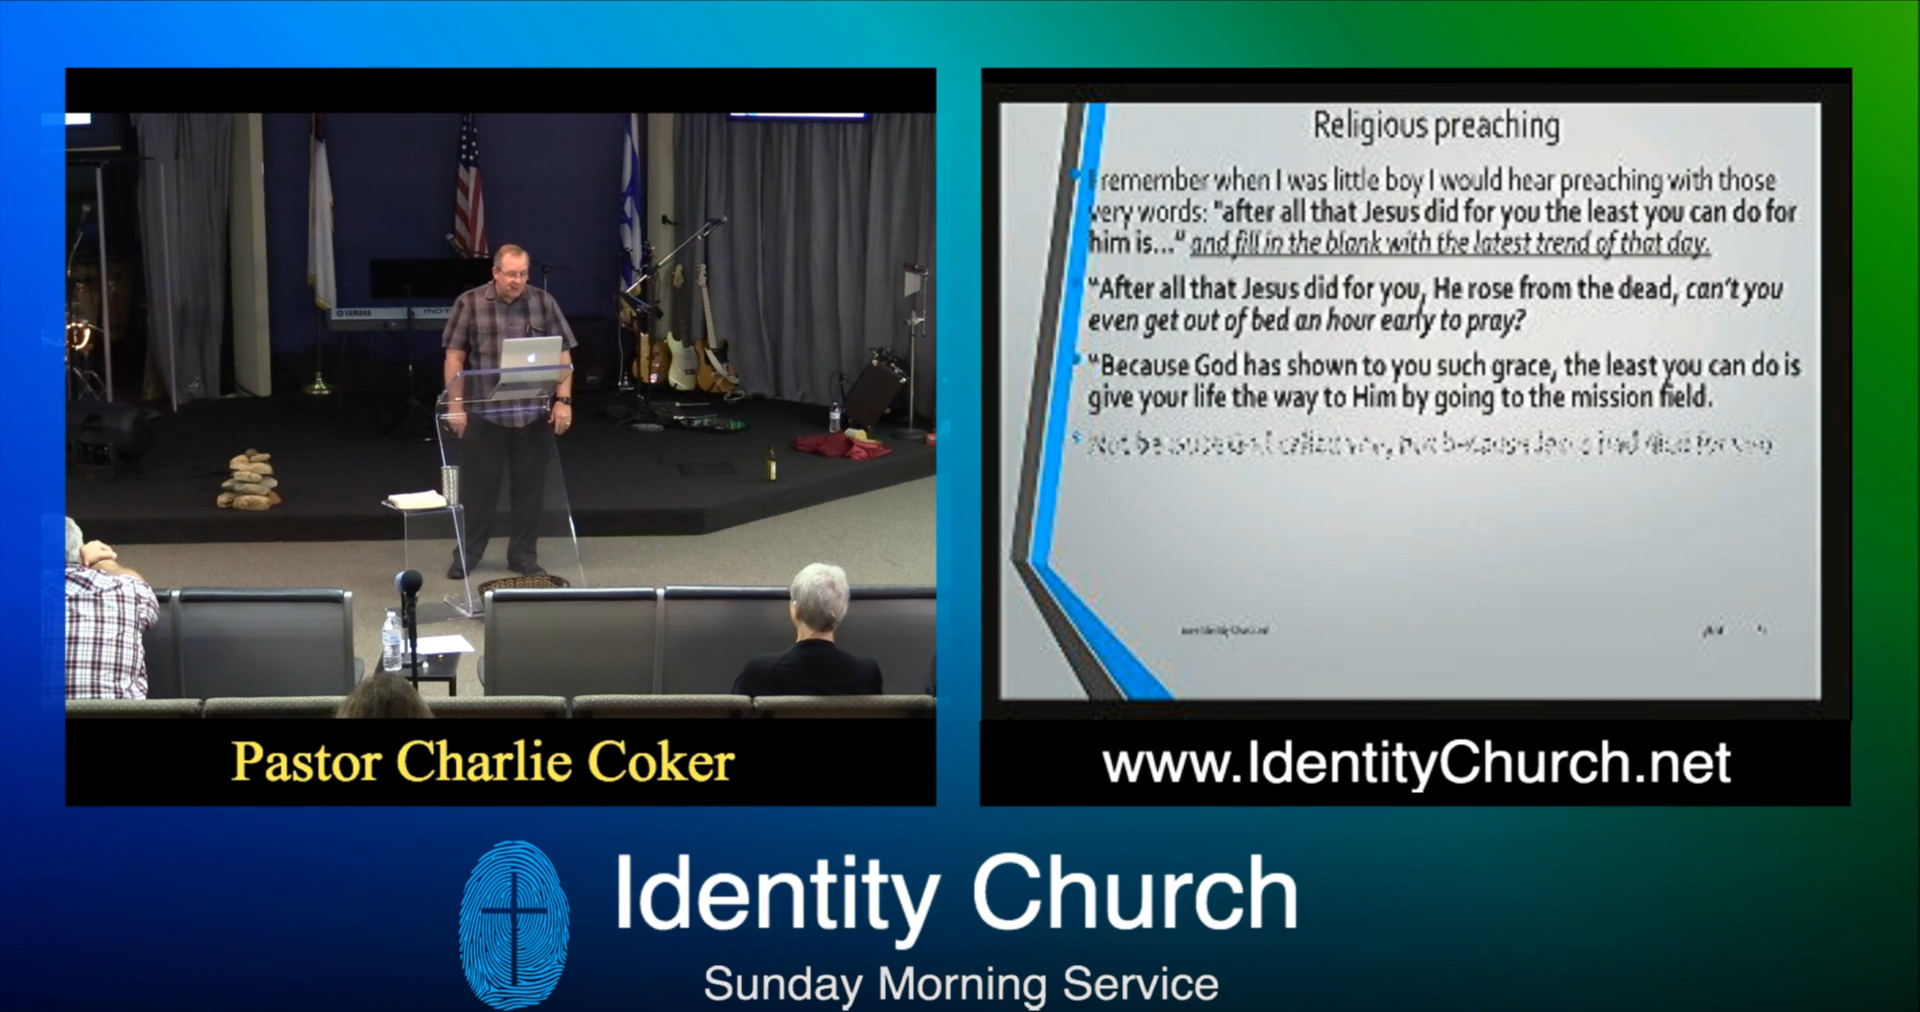 Religious preaching
I remember when I was little boy I would hear preaching with those
very words: "after all that Jesus did for you the least you can do for
him is..." and fill in the blank with the latest trend of that day.
"After all that Jesus did for you, He rose from the dead, can't you
even get out of bed an hour early to pray?
"Because God has shown to you such grace, the least you can do is
give your life the way to Him by going to the mission field.
YAMAHA
Pastor Charlie Coker
www.IdentityChurch.net
Identity Church
Sunday Morning Service